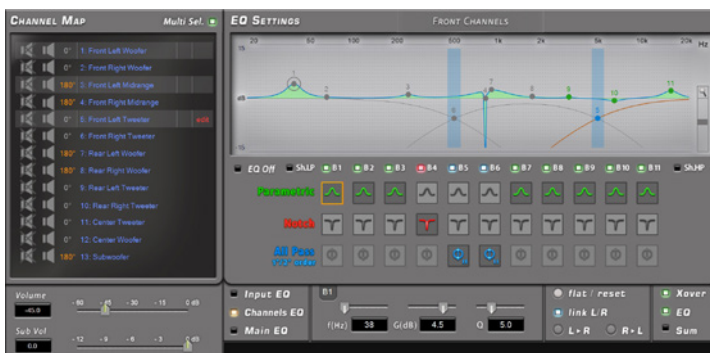 CHANNEL MAP Multi Sel.
0° 1: Front Left Woofer
0° 2: Front Right Woofer
180° 3: Front Left Midrange
180° 4: Front Right Midrange
0° 5: Front Left Tweeter edit
0° 6: Front Right Tweeter
180° 7: Rear Left Woofer
180° 8: Rear Right Woofer
0° 9: Rear Left Tweeter
0° 10: Rear Right Tweeter
0° 11: Center Tweeter
0° 12: Center Woofer
180° 13: Subwoofer
Volume
-45.0
-60 -45 -30 -15 0 dB
Sub Vol
0.0
-12 -9 -6 -3 0 dB
EQ SETTINGS FRONT CHANNELS
20 50 100 200 500 1k 2k 5k 10k 20k Hz
15
dB
-15
1 2 3 7 8 9 10 11
6 5
EQ Off Sh.LP B1 B2 B3 B4 B5 B6 B7 B8 B9 B10 B11 Sh.HP
Parametric
Notch
All Pass
Input EQ
Channels EQ
Main EQ
B1
f(Hz) 38 G(dB) 4.5 Q 5.0
flat / reset
link L/R
L>R R>L
Xover
EQ
Sum